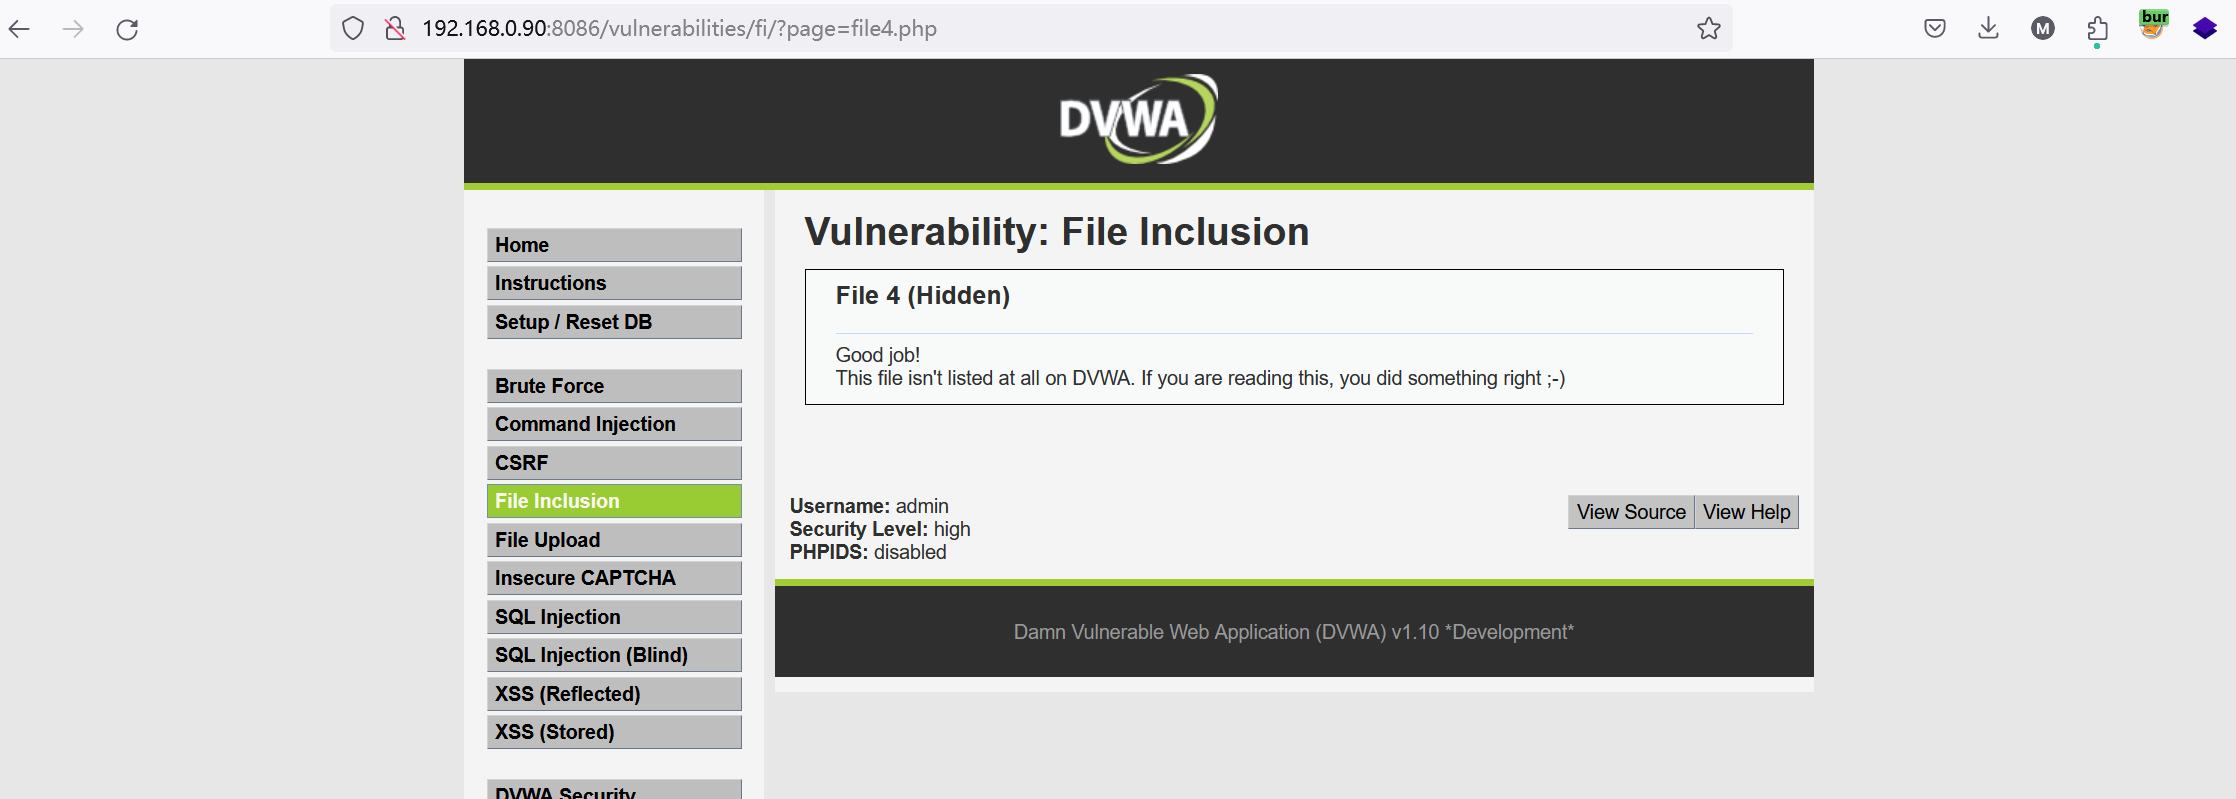 192.168.0.90:8086/vulnerabilities/fi/?page=file4.php
M
bur
DVWA
Home
Instructions
Setup / Reset DB
Brute Force
Command Injection
CSRF
File Inclusion
File Upload
Insecure CAPTCHA
SQL Injection
SQL Injection (Blind)
XSS (Reflected)
XSS (Stored)
DVWA Security
Vulnerability: File Inclusion
File 4 (Hidden)
Good job!
This file isn't listed at all on DVWA. If you are reading this, you did something right ;-)
Username: admin
Security Level: high
PHPIDS: disabled
View Source
View Help
Damn Vulnerable Web Application (DVWA) v1.10 *Development*